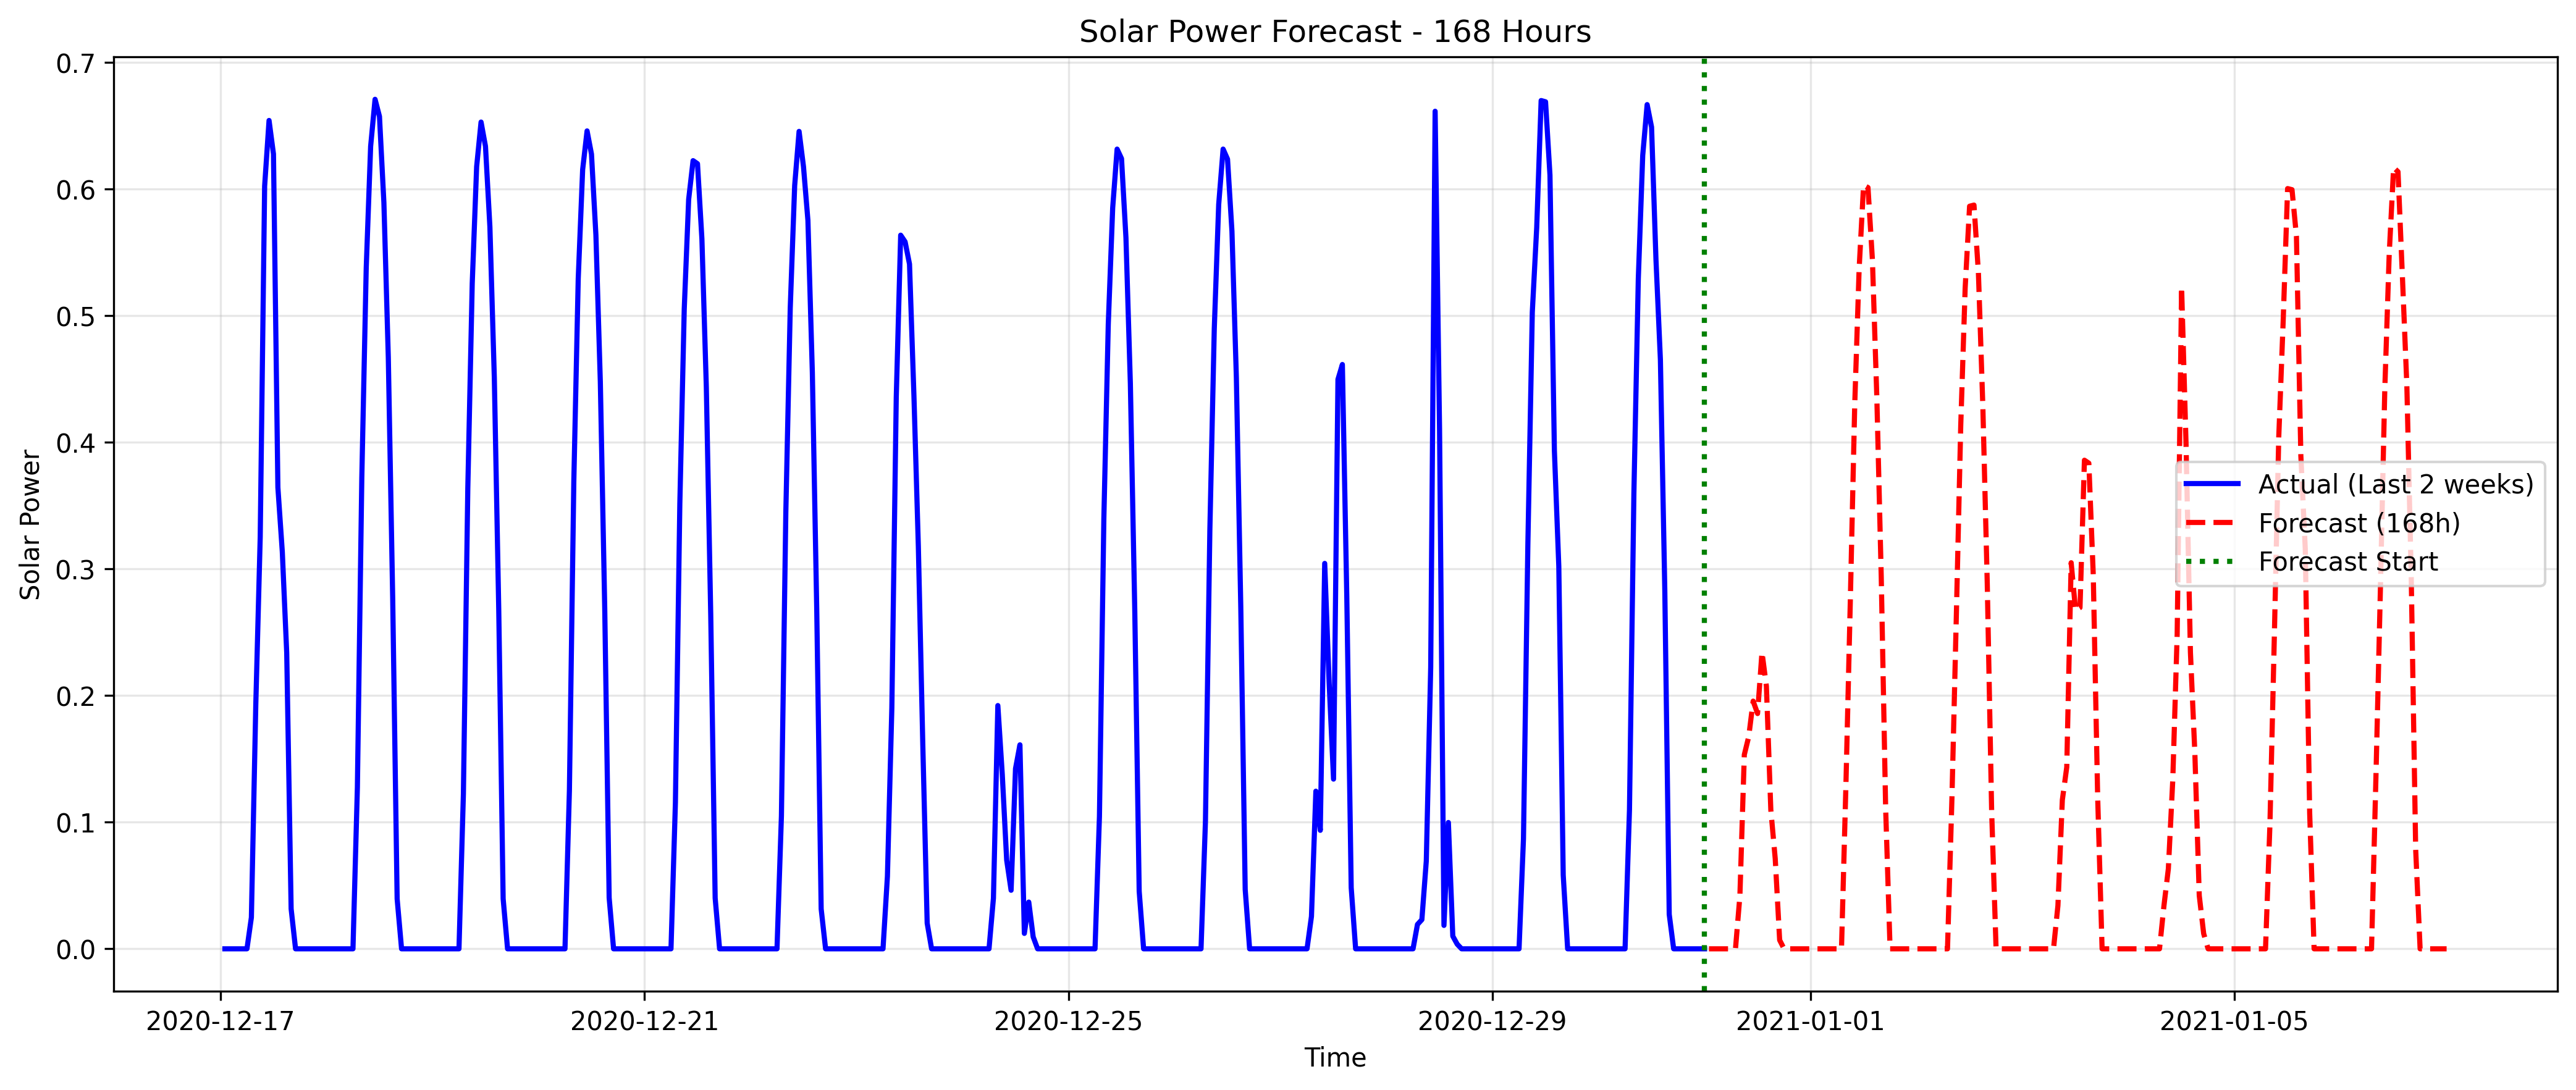 Solar Power Forecast - 168 Hours
0.7
0.6
0.5
0.4
0.3
0.2
0.1
0.0
Solar Power
Actual (Last 2 weeks)
Forecast (168h)
Forecast Start
2020-12-17
2020-12-21
2020-12-25
2020-12-29
2021-01-01
2021-01-05
Time